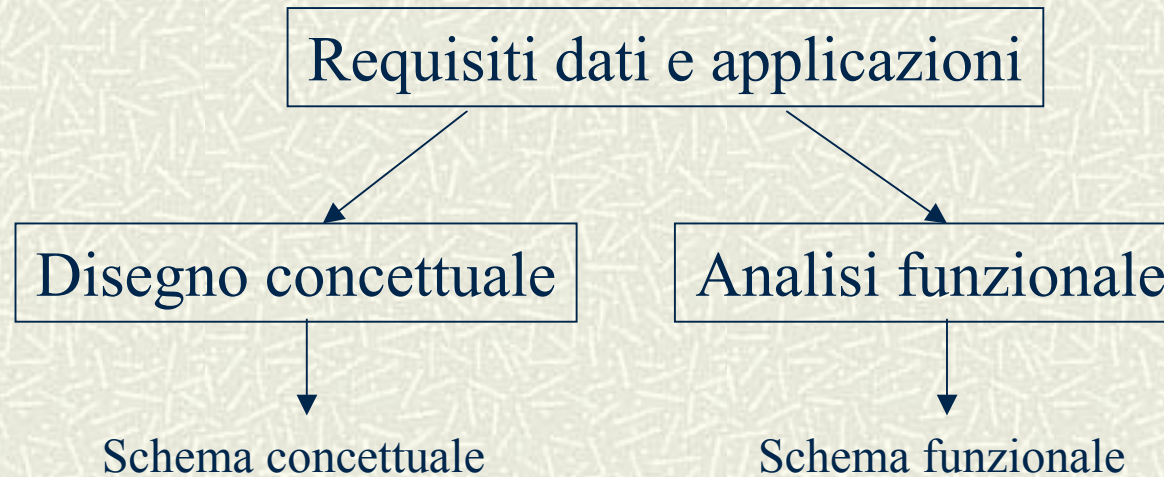 Requisiti dati e applicazioni
Disegno concettuale
Analisi funzionale
Schema concettuale
Schema funzionale